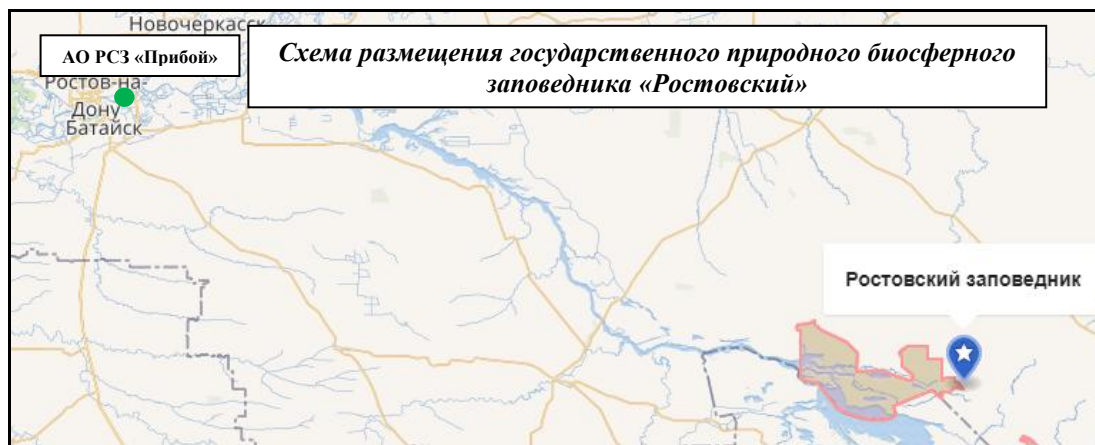 Новочеркасск
АО РСЗ «Прибой»
Схема размещения государственного природного биосферного
заповедника «Ростовский»
Ростов-на-
Дону
Батайск
Ростовский заповедник